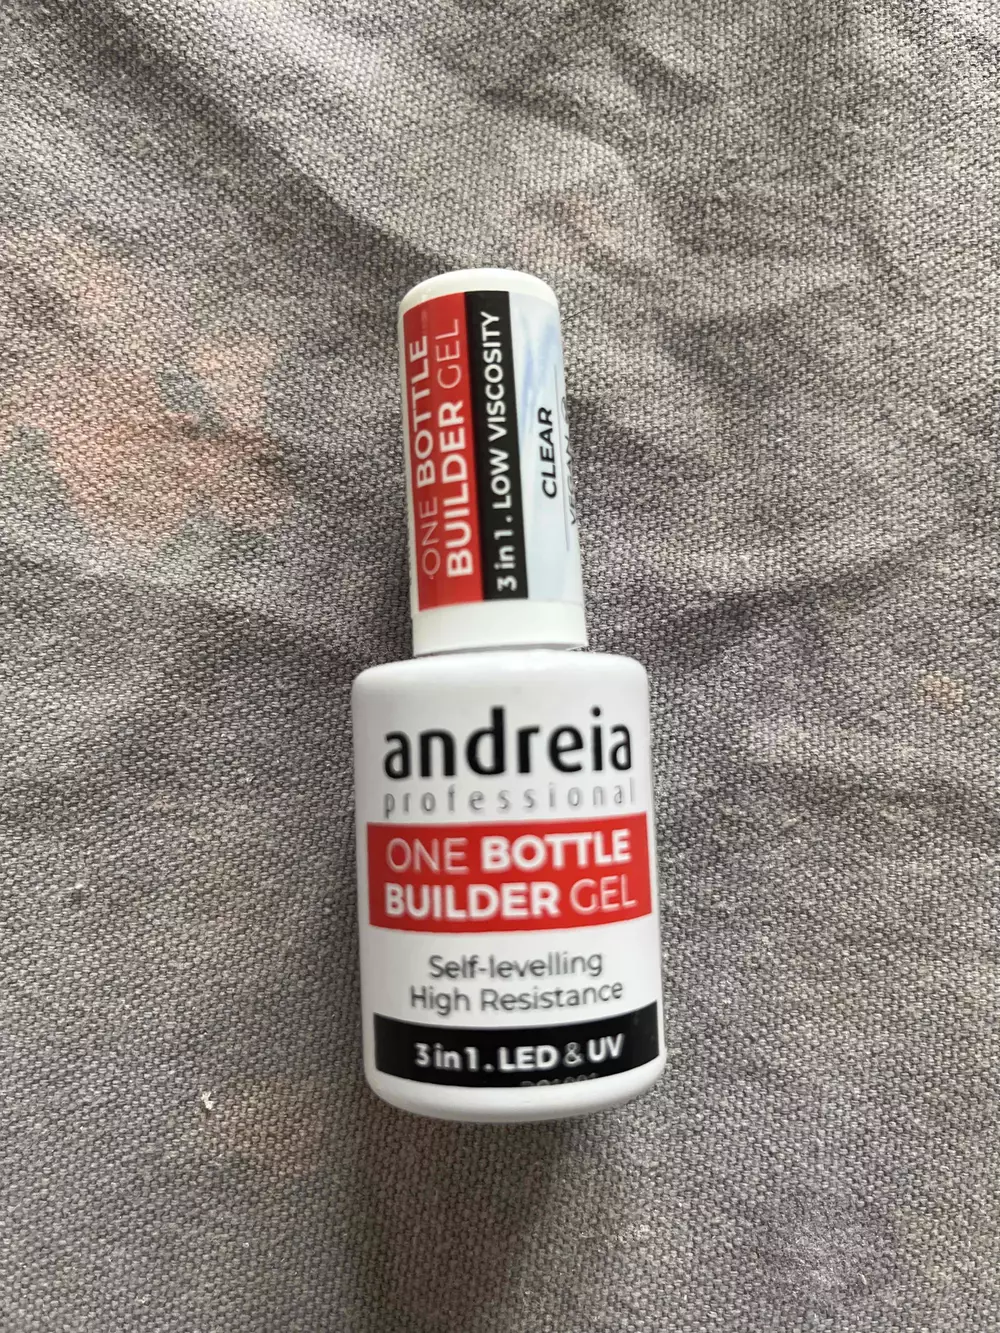 ONE BOTTLE
BUILDER GEL
3 in 1 . LOW VISCOSITY
CLEAR
andreia
professional
ONE BOTTLE
BUILDER GEL
Self-levelling
High Resistance
3 in 1 . LED & UV